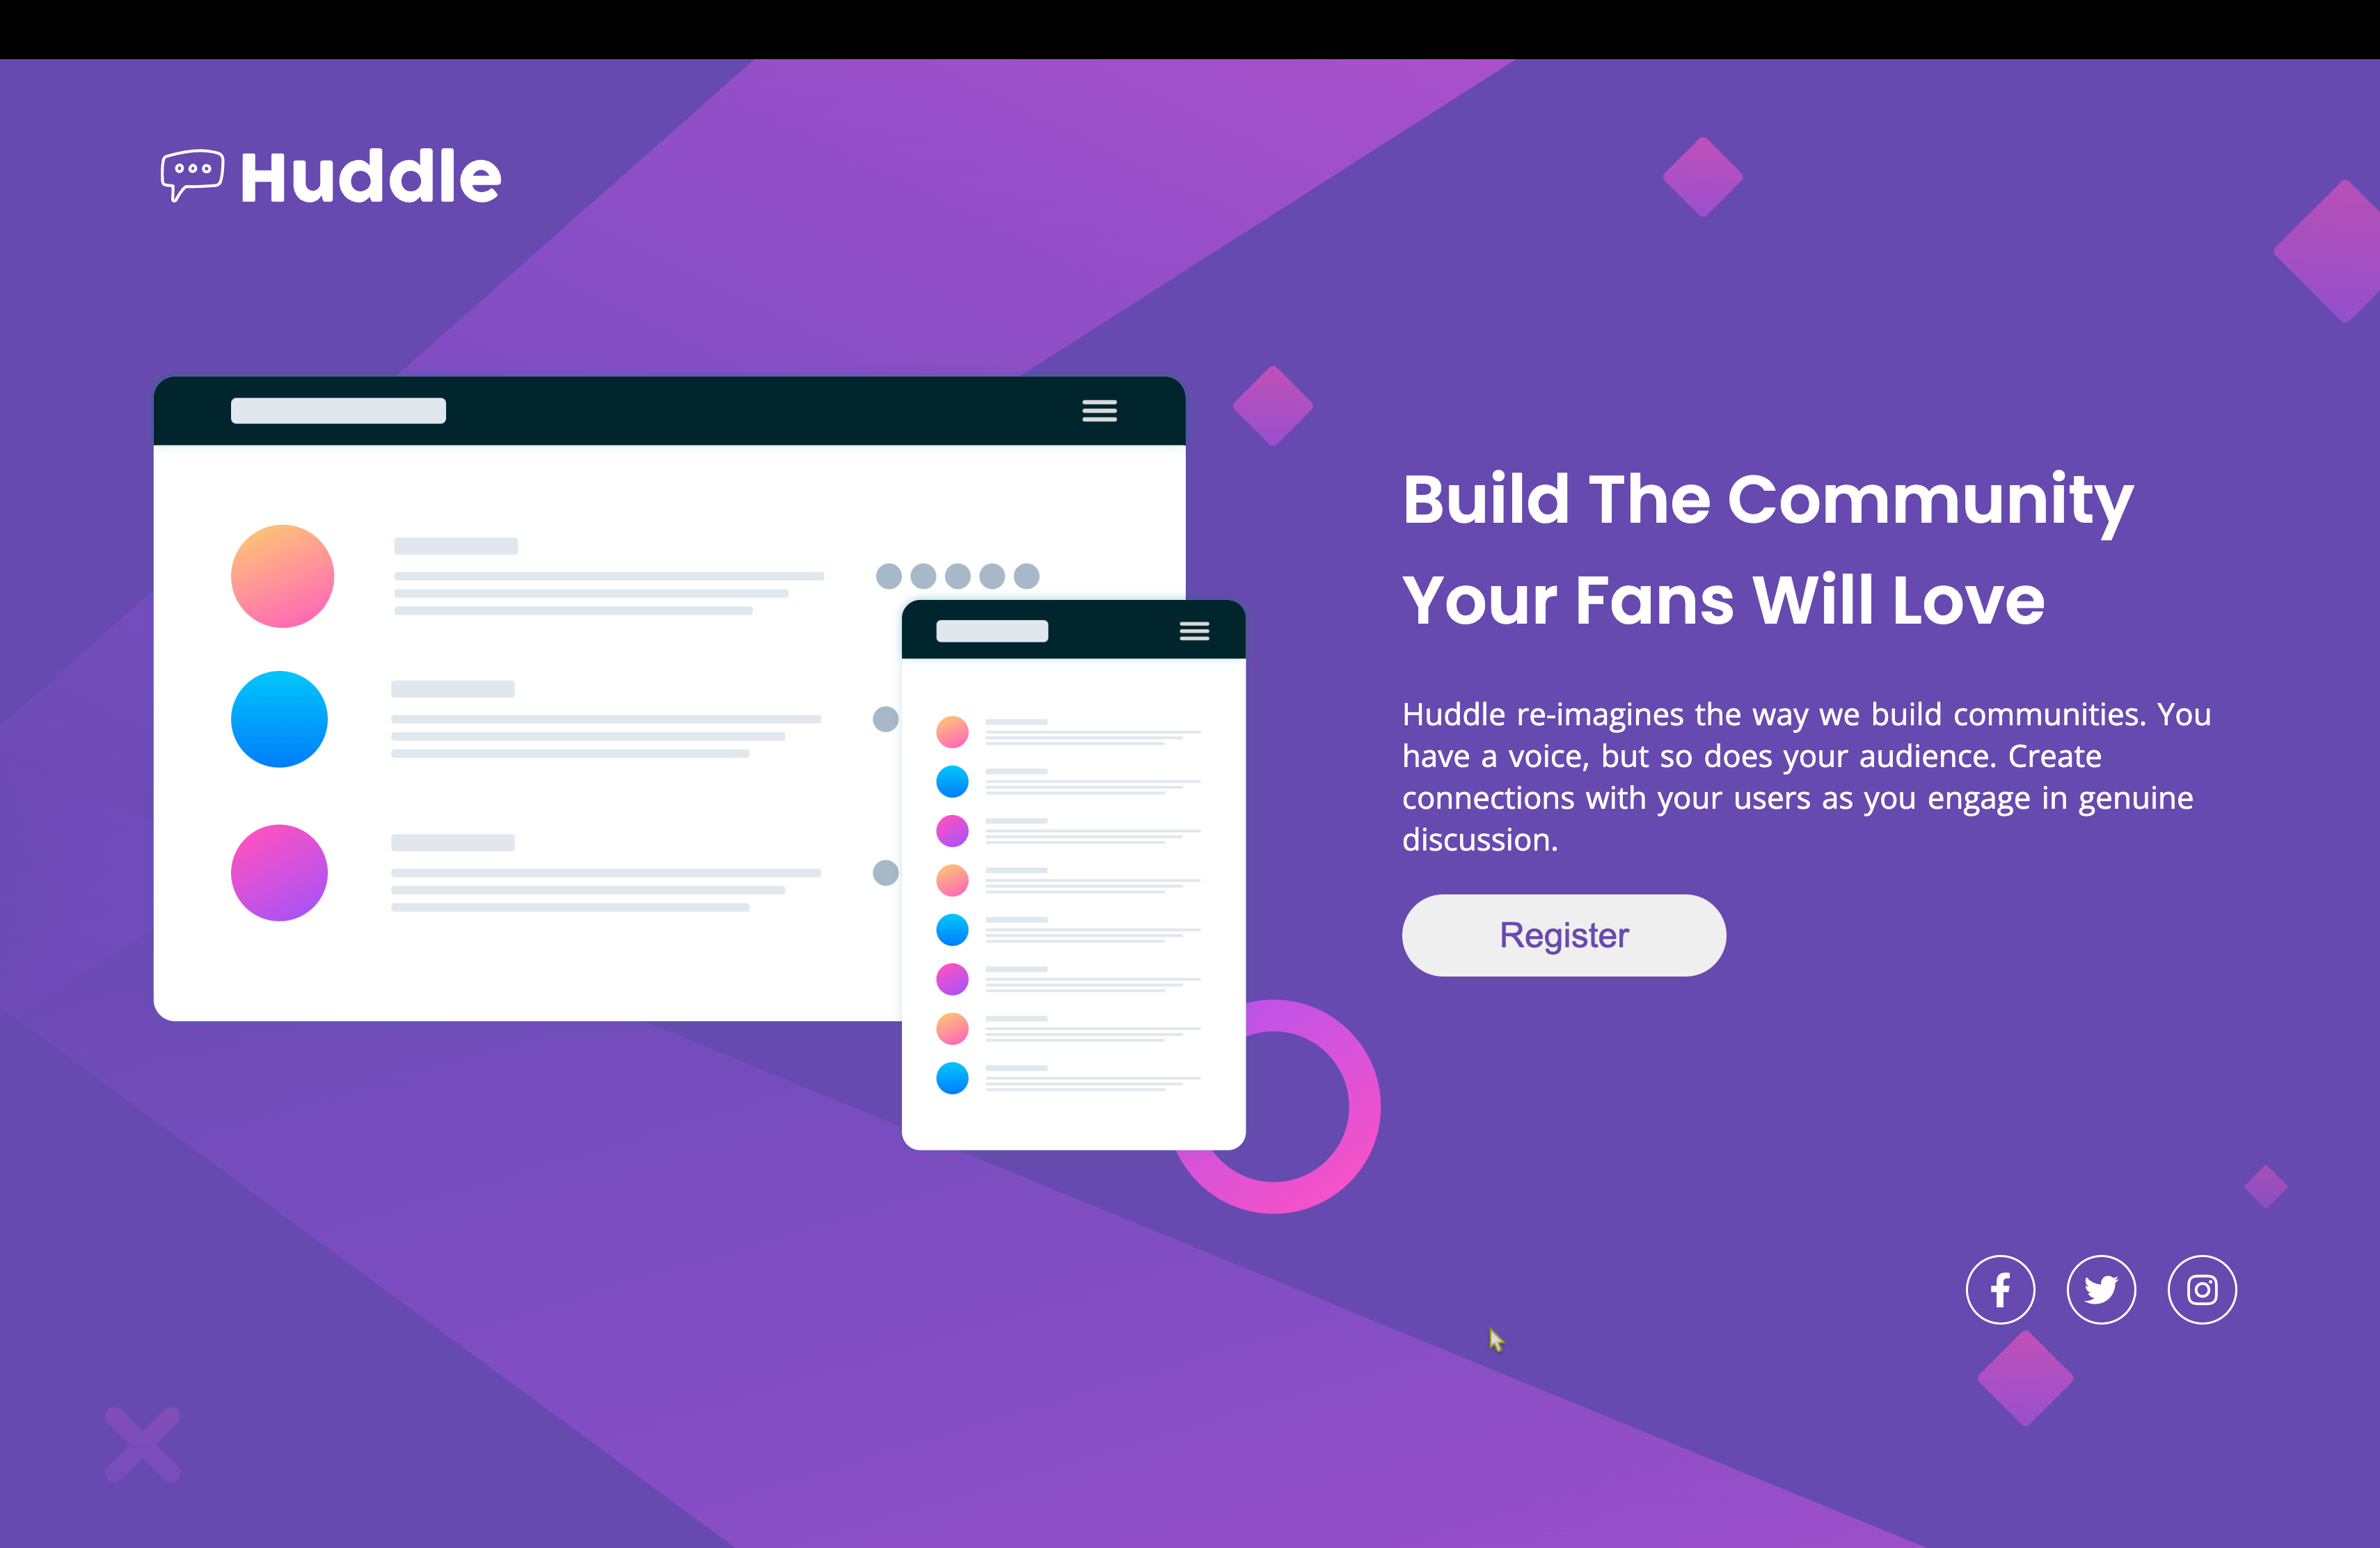 Huddle
Build The Community
Your Fans Will Love
Huddle re-imagines the way we build communities. You
have a voice, but so does your audience. Create
connections with your users as you engage in genuine
discussion.
Register